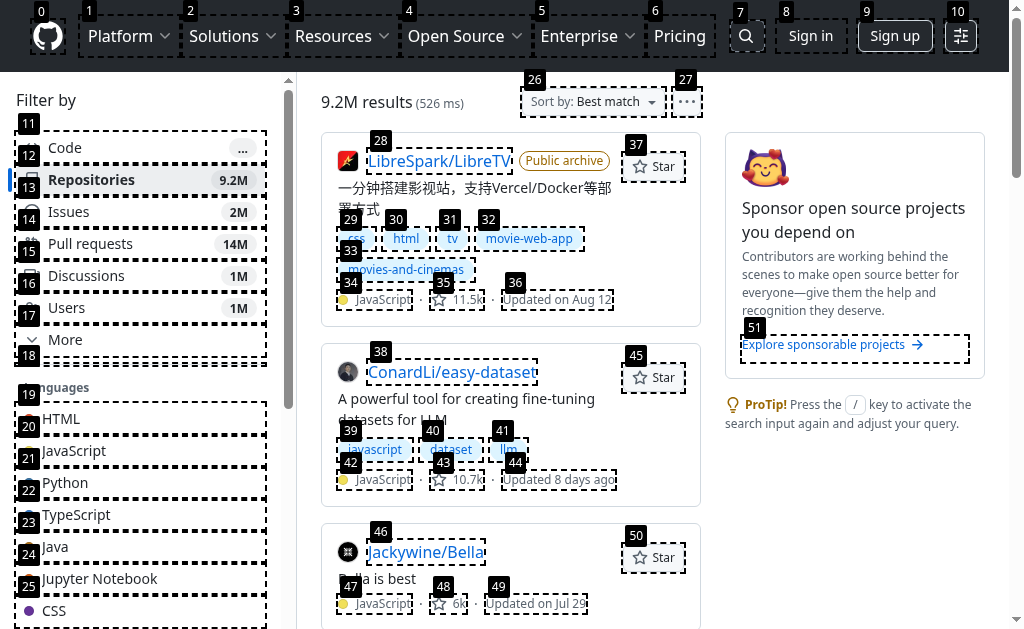 0 1 2 3 4 5 6 7 8 9 10
Platform Solutions Resources Open Source Enterprise Pricing Sign in Sign up
Filter by
11
12 Code ...
13 Repositories 9.2M
14 Issues 2M
15 Pull requests 14M
16 Discussions 1M
17 Users 1M
18 More
19
20 HTML
21 JavaScript
22 Python
23 TypeScript
24 Java
25 Jupyter Notebook
CSS
9.2M results (526 ms)
26 27
Sort by: Best match
28 37
LibreSpark/LibreTV Public archive Star
一分钟搭建影视站，支持Vercel/Docker等部
署方式
29 30 31 32
css html tv movie-web-app
33
movies-and-cinemas
34 35 36
JavaScript · 11.5k · Updated on Aug 12
38 45
ConardLi/easy-dataset Star
A powerful tool for creating fine-tuning
datasets for LLM
39 40 41
javascript dataset llm
42 43 44
JavaScript · 10.7k · Updated 8 days ago
46 50
Jackywine/Bella Star
Bella is best
47 48 49
JavaScript · 6k · Updated on Jul 29
Sponsor open source projects
you depend on
Contributors are working behind the
scenes to make open source better for
everyone—give them the help and
recognition they deserve.
51
Explore sponsorable projects
ProTip! Press the / key to activate the
search input again and adjust your query.